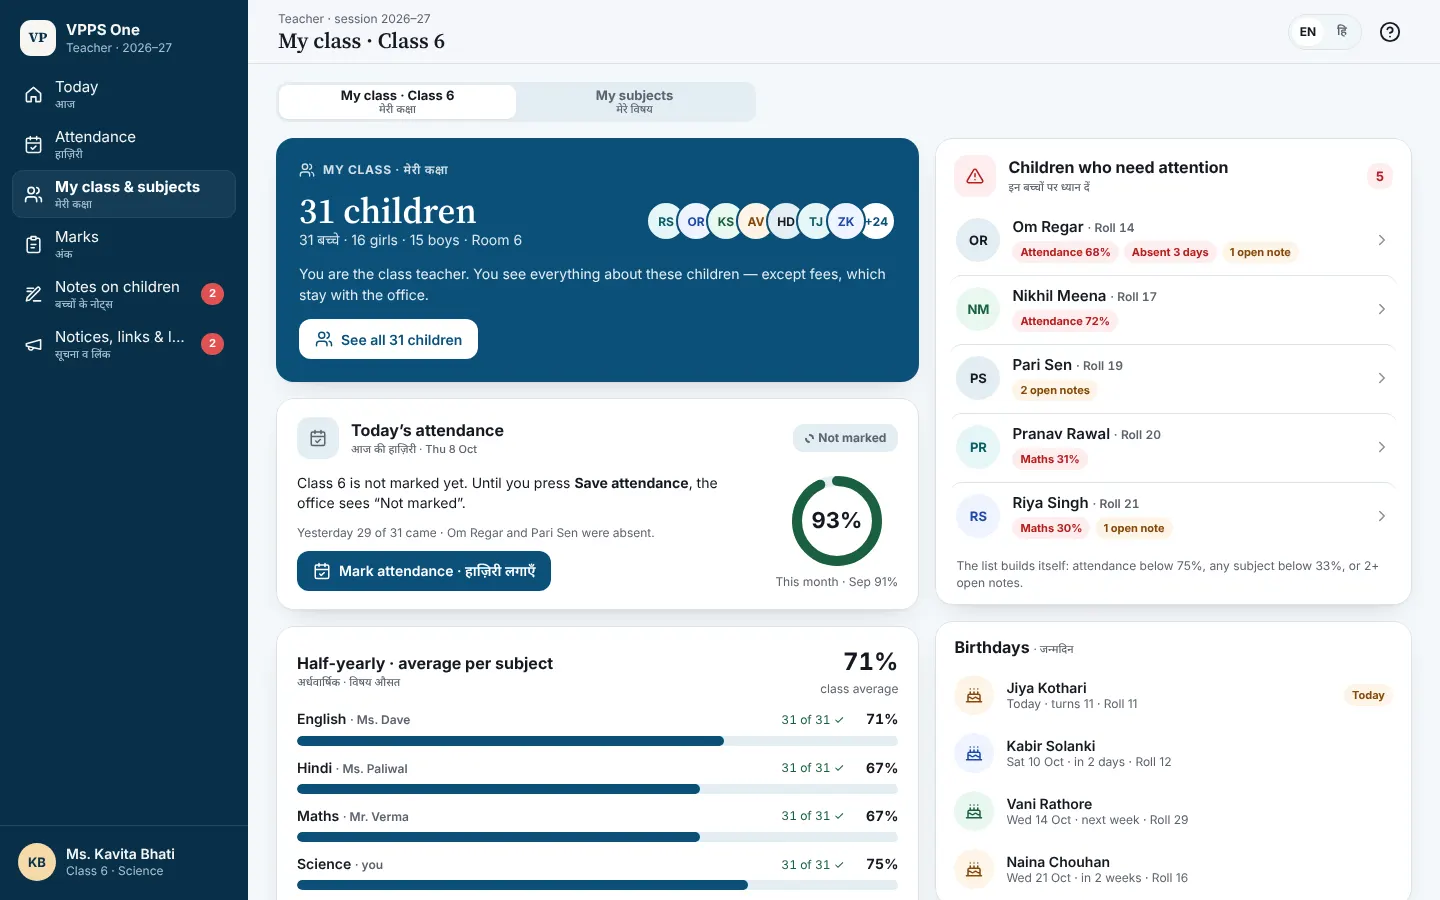 VP
VPPS One
Teacher · 2026–27
Today
आज
Attendance
हाज़िरी
My class & subjects
मेरी कक्षा
Marks
अंक
Notes on children
बच्चों के नोट्स
2
Notices, links & l...
सूचना व लिंक
2
KB
Ms. Kavita Bhati
Class 6 · Science
Teacher · session 2026–27
My class · Class 6
EN
हि
?
My class · Class 6
मेरी कक्षा
My subjects
मेरे विषय
MY CLASS · मेरी कक्षा
31 children
31 बच्चे · 16 girls · 15 boys · Room 6
RS OR KS AV HD TJ ZK +24
You are the class teacher. You see everything about these children — except fees, which
stay with the office.
See all 31 children
Today’s attendance
आज की हाज़िरी · Thu 8 Oct
Not marked
Class 6 is not marked yet. Until you press Save attendance, the
office sees “Not marked”.
Yesterday 29 of 31 came · Om Regar and Pari Sen were absent.
Mark attendance · हाज़िरी लगाएँ
93%
This month · Sep 91%
Half-yearly · average per subject
अर्धवार्षिक · विषय औसत
71%
class average
English · Ms. Dave 31 of 31 ✓ 71%
Hindi · Ms. Paliwal 31 of 31 ✓ 67%
Maths · Mr. Verma 31 of 31 ✓ 67%
Science · you 31 of 31 ✓ 75%
Children who need attention
इन बच्चों पर ध्यान दें
5
OR
Om Regar · Roll 14
Attendance 68% Absent 3 days 1 open note
NM
Nikhil Meena · Roll 17
Attendance 72%
PS
Pari Sen · Roll 19
2 open notes
PR
Pranav Rawal · Roll 20
Maths 31%
RS
Riya Singh · Roll 21
Maths 30% 1 open note
The list builds itself: attendance below 75%, any subject below 33%, or 2+
open notes.
Birthdays · जन्मदिन
Jiya Kothari
Today · turns 11 · Roll 11
Today
Kabir Solanki
Sat 10 Oct · in 2 days · Roll 12
Vani Rathore
Wed 14 Oct · next week · Roll 29
Naina Chouhan
Wed 21 Oct · in 2 weeks · Roll 16